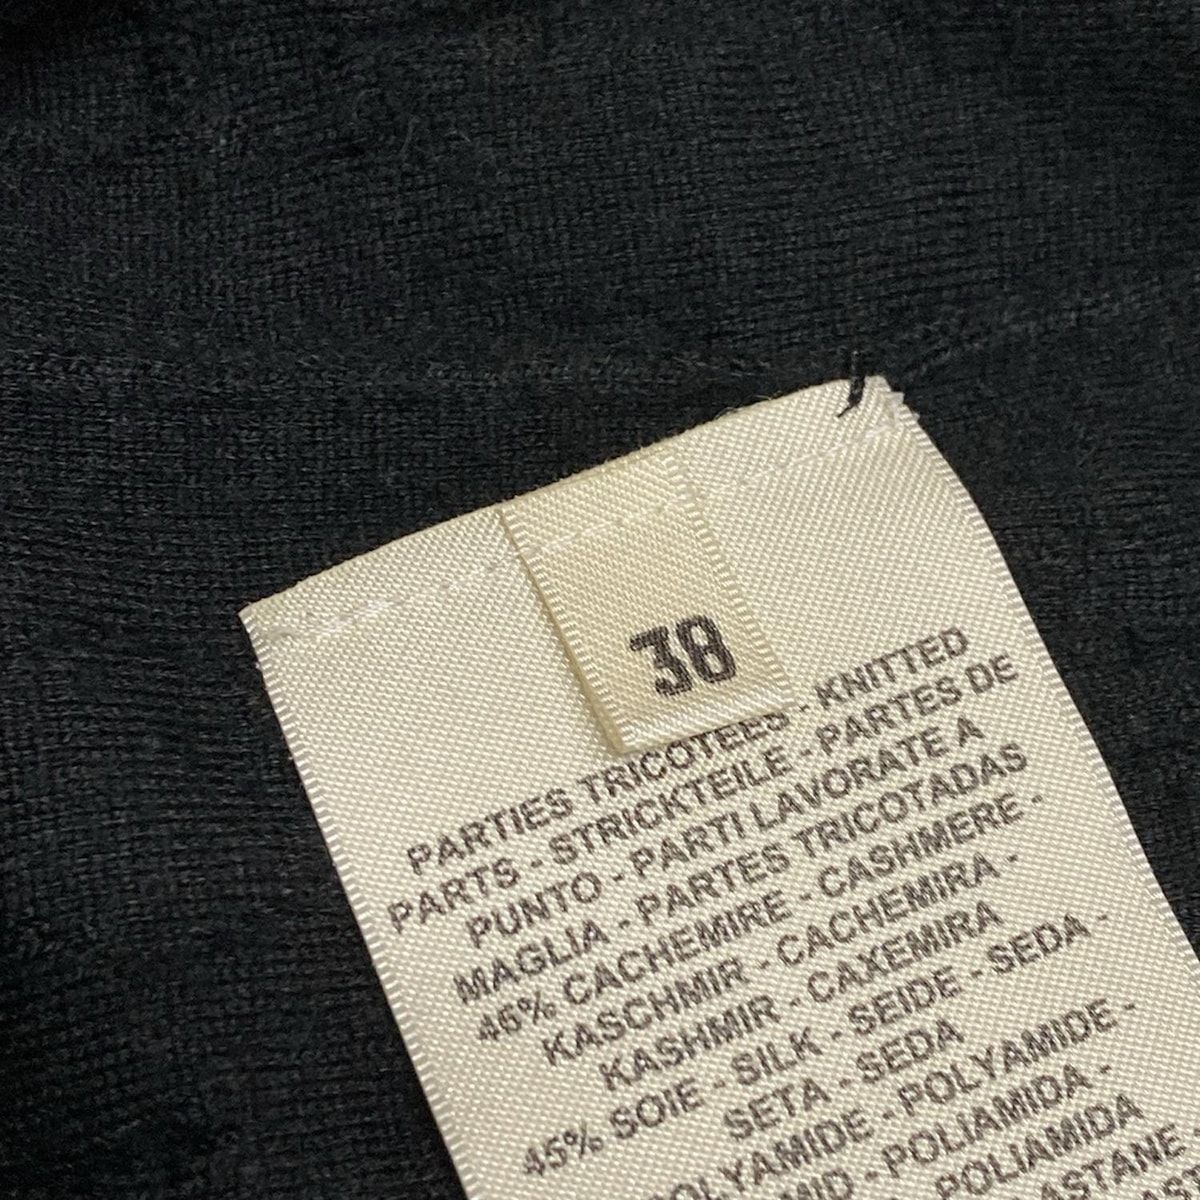 38
PARTIES TRICOTEES - KNITTED
PARTS - STRICKTEILE - PARTES DE
PUNTO - PARTI LAVORATE A
MAGLIA - PARTES TRICOTADAS
46% CACHEMIRE - CASHMERE -
KASCHMIR - CACHEMIRA -
KASHMIR - CAXEMIRA
45% SOIE - SILK - SEIDE - SEDA -
SETA - SEDA
POLYAMIDE - POLYAMIDE -
- POLIAMIDA -
POLIAMIDA